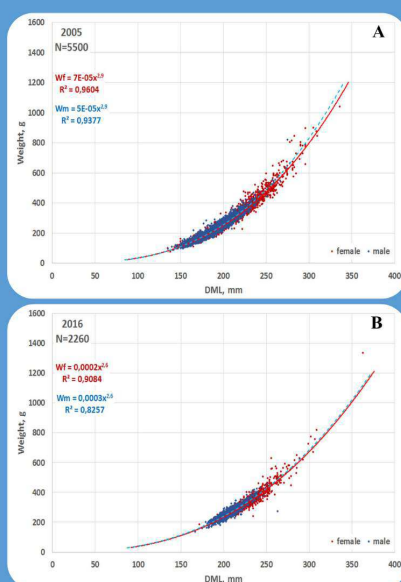 A
2005
N=5500
Wf = 7E-05x²,⁹
R² = 0,9604
Wm = 5E-05x²,⁸
R² = 0,9377
Weight, g
1600
1400
1200
1000
800
600
400
200
0
0 50 100 150 200 250 300 350 400
DML, mm
female male
B
2016
N=2260
Wf = 0,0002x²,⁶
R² = 0,9084
Wm = 0,0003x²,⁶
R² = 0,8257
Weight, g
1600
1400
1200
1000
800
600
400
200
0
0 50 100 150 200 250 300 350 400
DML, mm
female male